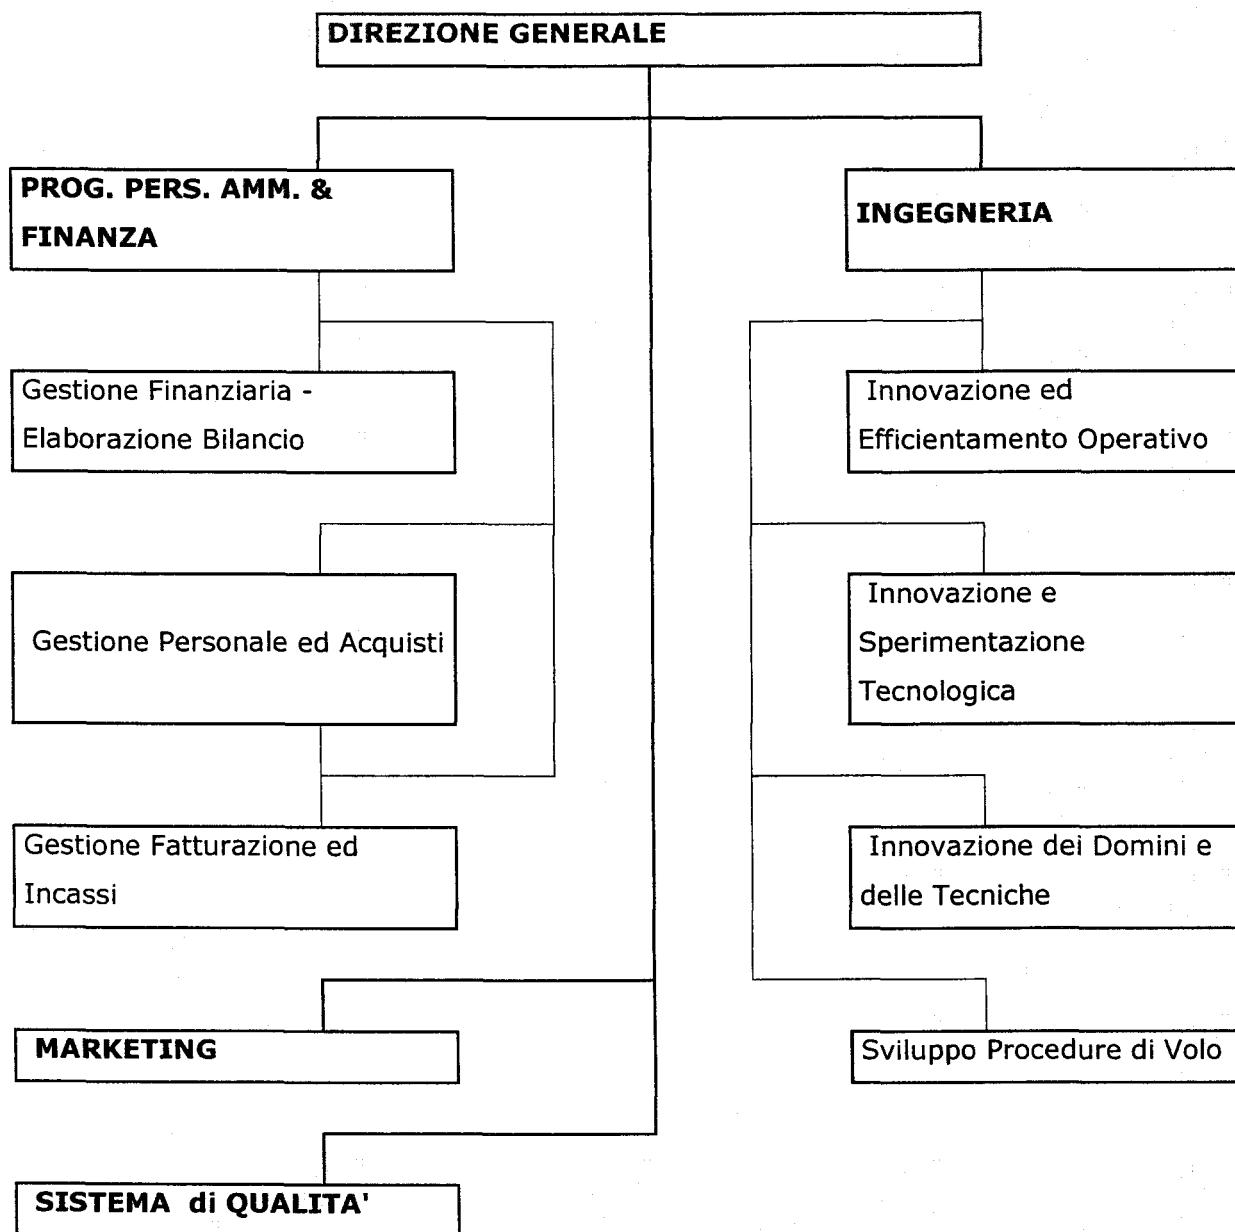 DIREZIONE GENERALE
PROG. PERS. AMM. &
FINANZA
INGEGNERIA
Gestione Finanziaria -
Elaborazione Bilancio
Innovazione ed
Efficientamento Operativo
Gestione Personale ed Acquisti
Innovazione e
Sperimentazione
Tecnologica
Gestione Fatturazione ed
Incassi
Innovazione dei Domini e
delle Tecniche
MARKETING
Sviluppo Procedure di Volo
SISTEMA di QUALITA'